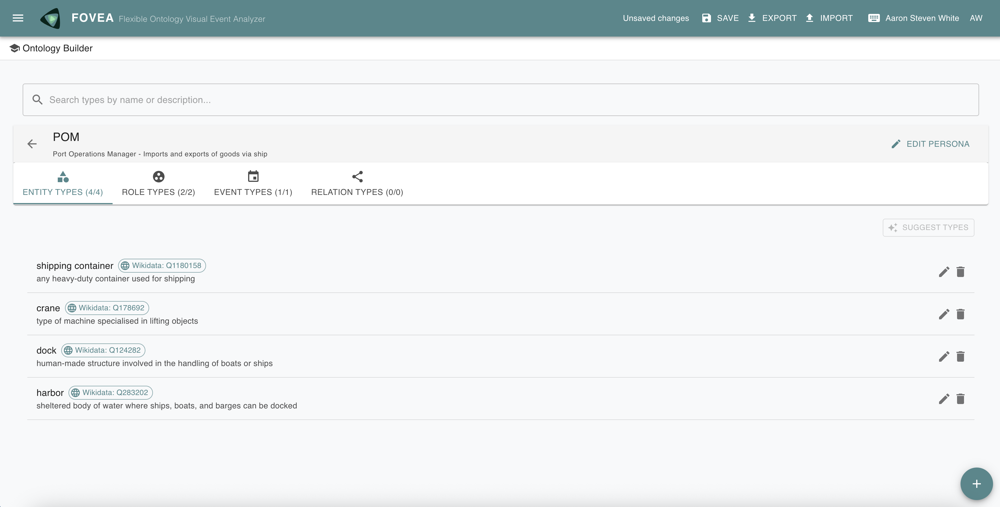 FOVEA Flexible Ontology Visual Event Analyzer
Unsaved changes SAVE EXPORT IMPORT Aaron Steven White AW
Ontology Builder
Search types by name or description...
POM
Port Operations Manager - Imports and exports of goods via ship
EDIT PERSONA
ENTITY TYPES (4/4) ROLE TYPES (2/2) EVENT TYPES (1/1) RELATION TYPES (0/0)
SUGGEST TYPES
shipping container Wikidata: Q1180158
any heavy-duty container used for shipping
crane Wikidata: Q178692
type of machine specialised in lifting objects
dock Wikidata: Q124282
human-made structure involved in the handling of boats or ships
harbor Wikidata: Q283202
sheltered body of water where ships, boats, and barges can be docked